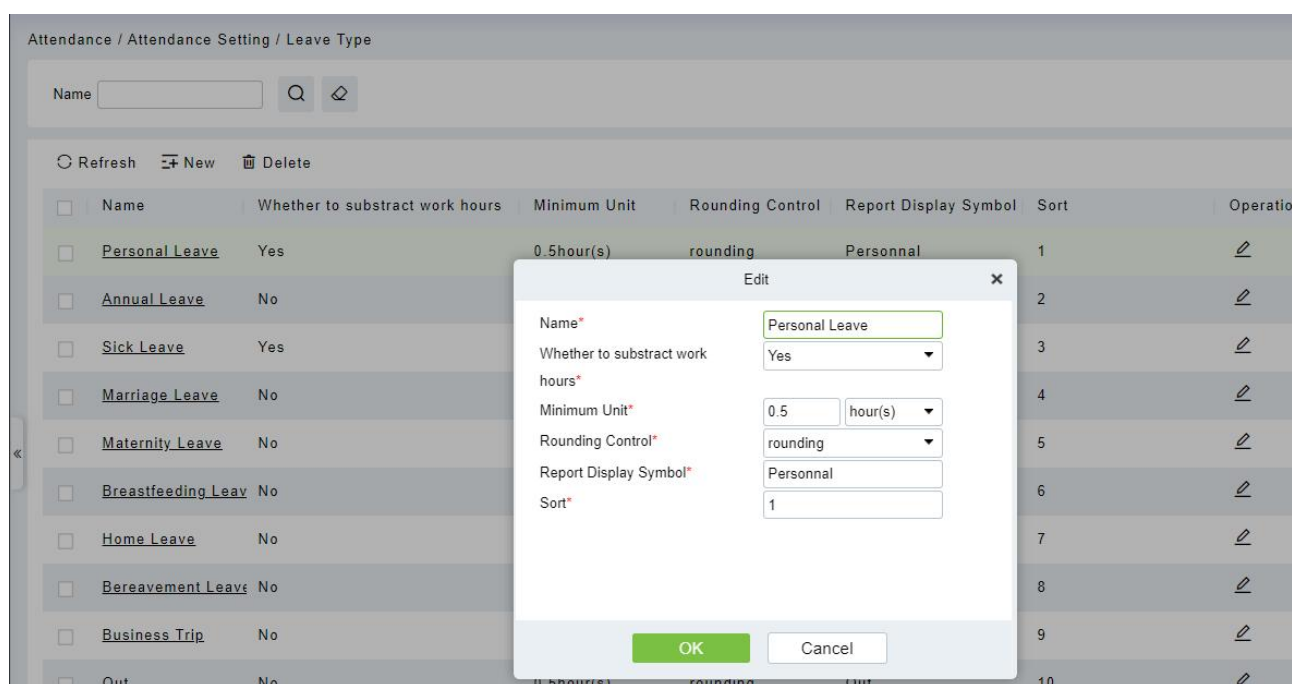 Attendance / Attendance Setting / Leave Type
Name
Refresh New Delete
Name Whether to substract work hours Minimum Unit Rounding Control Report Display Symbol Sort Operatio
Personal Leave Yes 0.5hour(s) rounding Personnal 1
Annual Leave No 2
Sick Leave Yes 3
Marriage Leave No 4
Maternity Leave No 5
Breastfeeding Leav No 6
Home Leave No 7
Bereavement Leave No 8
Business Trip No 9
Out No 0.5hour(s) rounding Out 10
Edit
Name* Personal Leave
Whether to substract work Yes
hours*
Minimum Unit* 0.5 hour(s)
Rounding Control* rounding
Report Display Symbol* Personnal
Sort* 1
OK Cancel